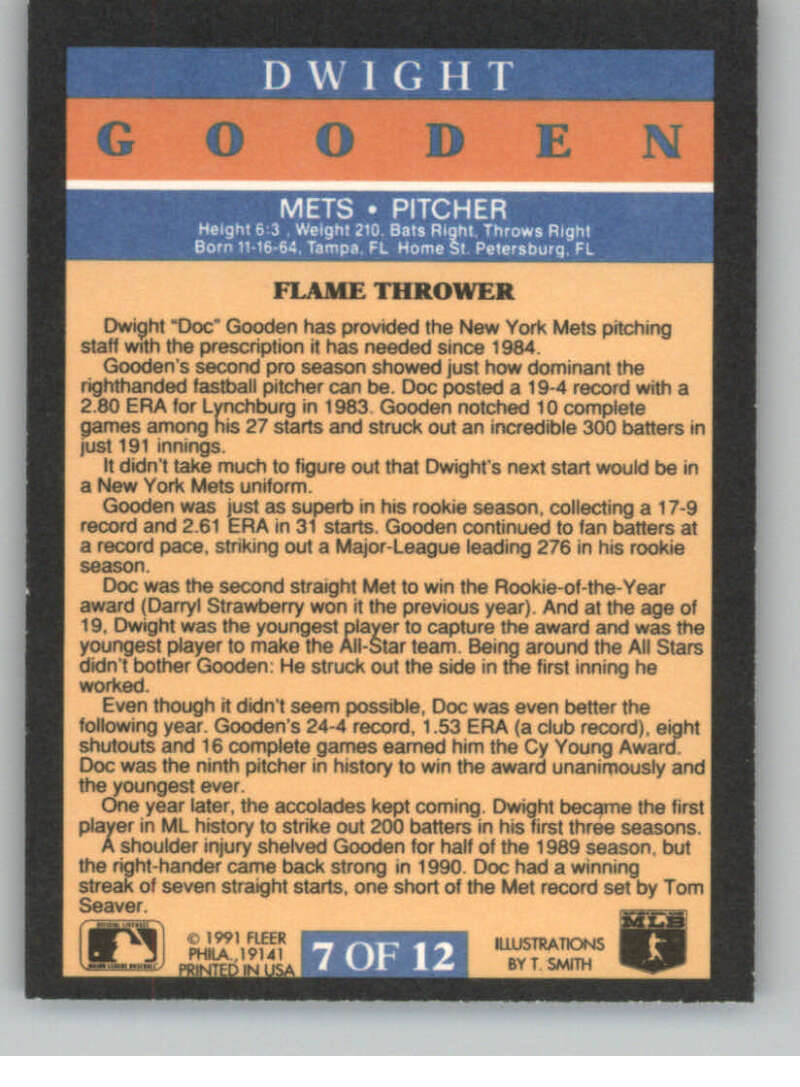 DWIGHT
GOODEN
METS • PITCHER
Height 6:3 , Weight 210. Bats Right, Throws Right
Born 11-16-64, Tampa, FL Home St. Petersburg, FL
FLAME THROWER
Dwight "Doc" Gooden has provided the New York Mets pitching
staff with the prescription it has needed since 1984.
Gooden's second pro season showed just how dominant the
righthanded fastball pitcher can be. Doc posted a 19-4 record with a
2.80 ERA for Lynchburg in 1983. Gooden notched 10 complete
games among his 27 starts and struck out an incredible 300 batters in
just 191 innings.
It didn't take much to figure out that Dwight's next start would be in
a New York Mets uniform.
Gooden was just as superb in his rookie season, collecting a 17-9
record and 2.61 ERA in 31 starts. Gooden continued to fan batters at
a record pace, striking out a Major-League leading 276 in his rookie
season.
Doc was the second straight Met to win the Rookie-of-the-Year
award (Darryl Strawberry won it the previous year). And at the age of
19, Dwight was the youngest player to capture the award and was the
youngest player to make the All-Star team. Being around the All Stars
didn't bother Gooden: He struck out the side in the first inning he
worked.
Even though it didn't seem possible, Doc was even better the
following year. Gooden's 24-4 record, 1.53 ERA (a club record), eight
shutouts and 16 complete games earned him the Cy Young Award.
Doc was the ninth pitcher in history to win the award unanimously and
the youngest ever.
One year later, the accolades kept coming. Dwight became the first
player in ML history to strike out 200 batters in his first three seasons.
A shoulder injury shelved Gooden for half of the 1989 season, but
the right-hander came back strong in 1990. Doc had a winning
streak of seven straight starts, one short of the Met record set by Tom
Seaver.
© 1991 FLEER
PHILA., 19141
PRINTED IN USA
7 OF 12
ILLUSTRATIONS
BY T. SMITH
MLB
MAJOR LEAGUE BASEBALL